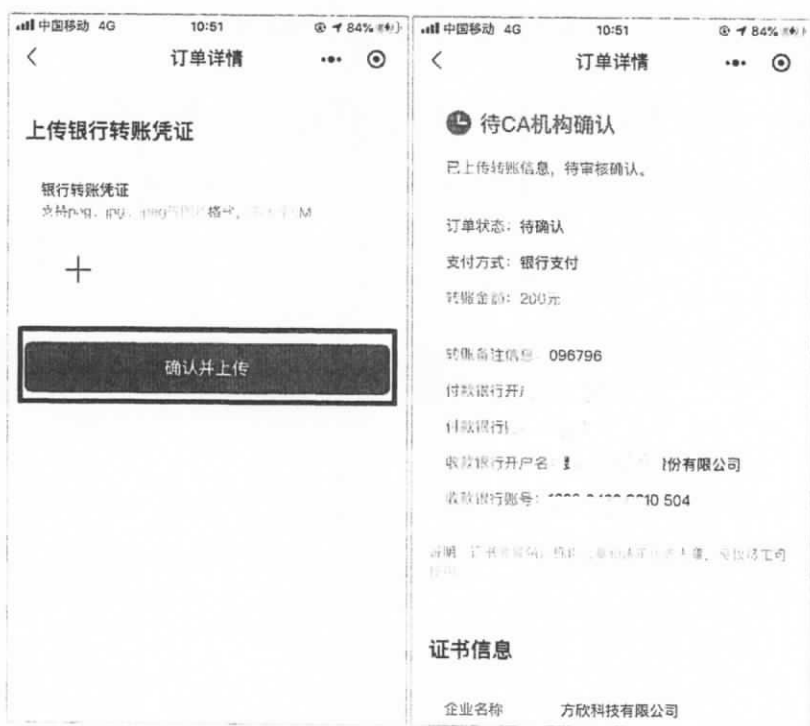 中国移动 4G 10:51 84%
订单详情
上传银行转账凭证
银行转账凭证
确认并上传
中国移动 4G 10:51 84%
订单详情
待CA机构确认
已上传转账信息，待审核确认。
订单状态：待确认
支付方式：银行支付
转账金额：200元
转账备注信息 096796
付款银行开
付款银行
收款银行开户名 份有限公司
收款银行账号： 10 504
证书信息
企业名称 方欣科技有限公司